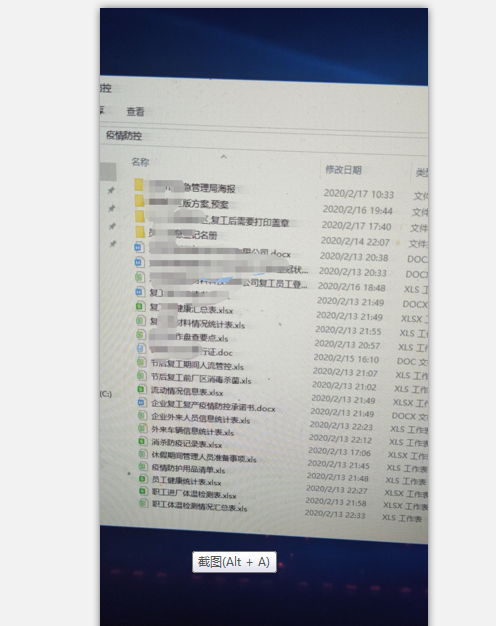 防控
享 查看
疫情防控
名称 修改日期 类
急管理局海报 2020/2/17 10:33 文件
版方案,预案 2020/2/16 19:44 文件
区,复工后需要打印盖章 2020/2/17 17:40 文件
登记名册 2020/2/14 22:07 文件
有限公司.docx 2020/2/13 20:38 DOC
冠状... 2020/2/13 20:33 DOCX
公司复工员工登... 2020/2/16 18:48 XLS
复工 2020/2/13 21:49 DOCX
复 健康汇总表.xlsx 2020/2/13 21:49 XLSX
复 材料情况统计表.xls 2020/2/13 21:55 XLS 工
作盘查要点.xls 2020/2/13 20:57 XLS 工作
行证.doc 2020/2/15 16:10 DOC 文
节后复工期间人流管控.xls 2020/2/13 21:07 XLS 工作
节后复工前厂区消毒杀菌.xls 2020/2/13 21:02 XLS 工作
(C:) 流动情况信息表.xlsx 2020/2/13 21:49 XLSX
企业复工复产疫情防控承诺书.docx 2020/2/13 21:49 DOCX 文
企业外来人员信息统计表.xls 2020/2/13 22:23 XLS 工作
外来车辆信息统计表.xls 2020/2/13 22:12 XLS 工作表
消杀防疫记录表.xlsx 2020/2/13 17:06 XLSX 工
休假期间管理人员准备事项.xls 2020/2/13 21:45 XLS 工作表
疫情防护用品清单.xls 2020/2/13 21:48 XLS 工作表
员工健康统计表.xlsx 2020/2/13 22:27 XLSX 工作
职工进厂体温检测表.xlsx 2020/2/13 21:58 XLSX 工作
职工体温检测情况汇总表.xls 2020/2/13 22:33 XLS 工作表
截图(Alt + A)